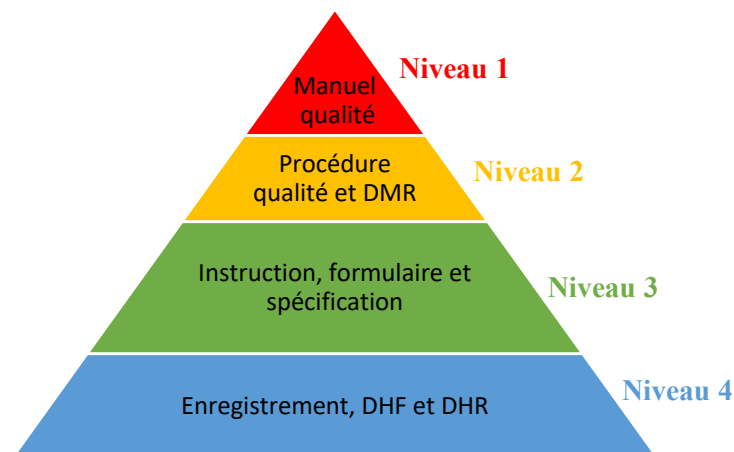 Manuel
qualité
Niveau 1
Procédure
qualité et DMR
Niveau 2
Instruction, formulaire et
spécification
Niveau 3
Enregistrement, DHF et DHR
Niveau 4